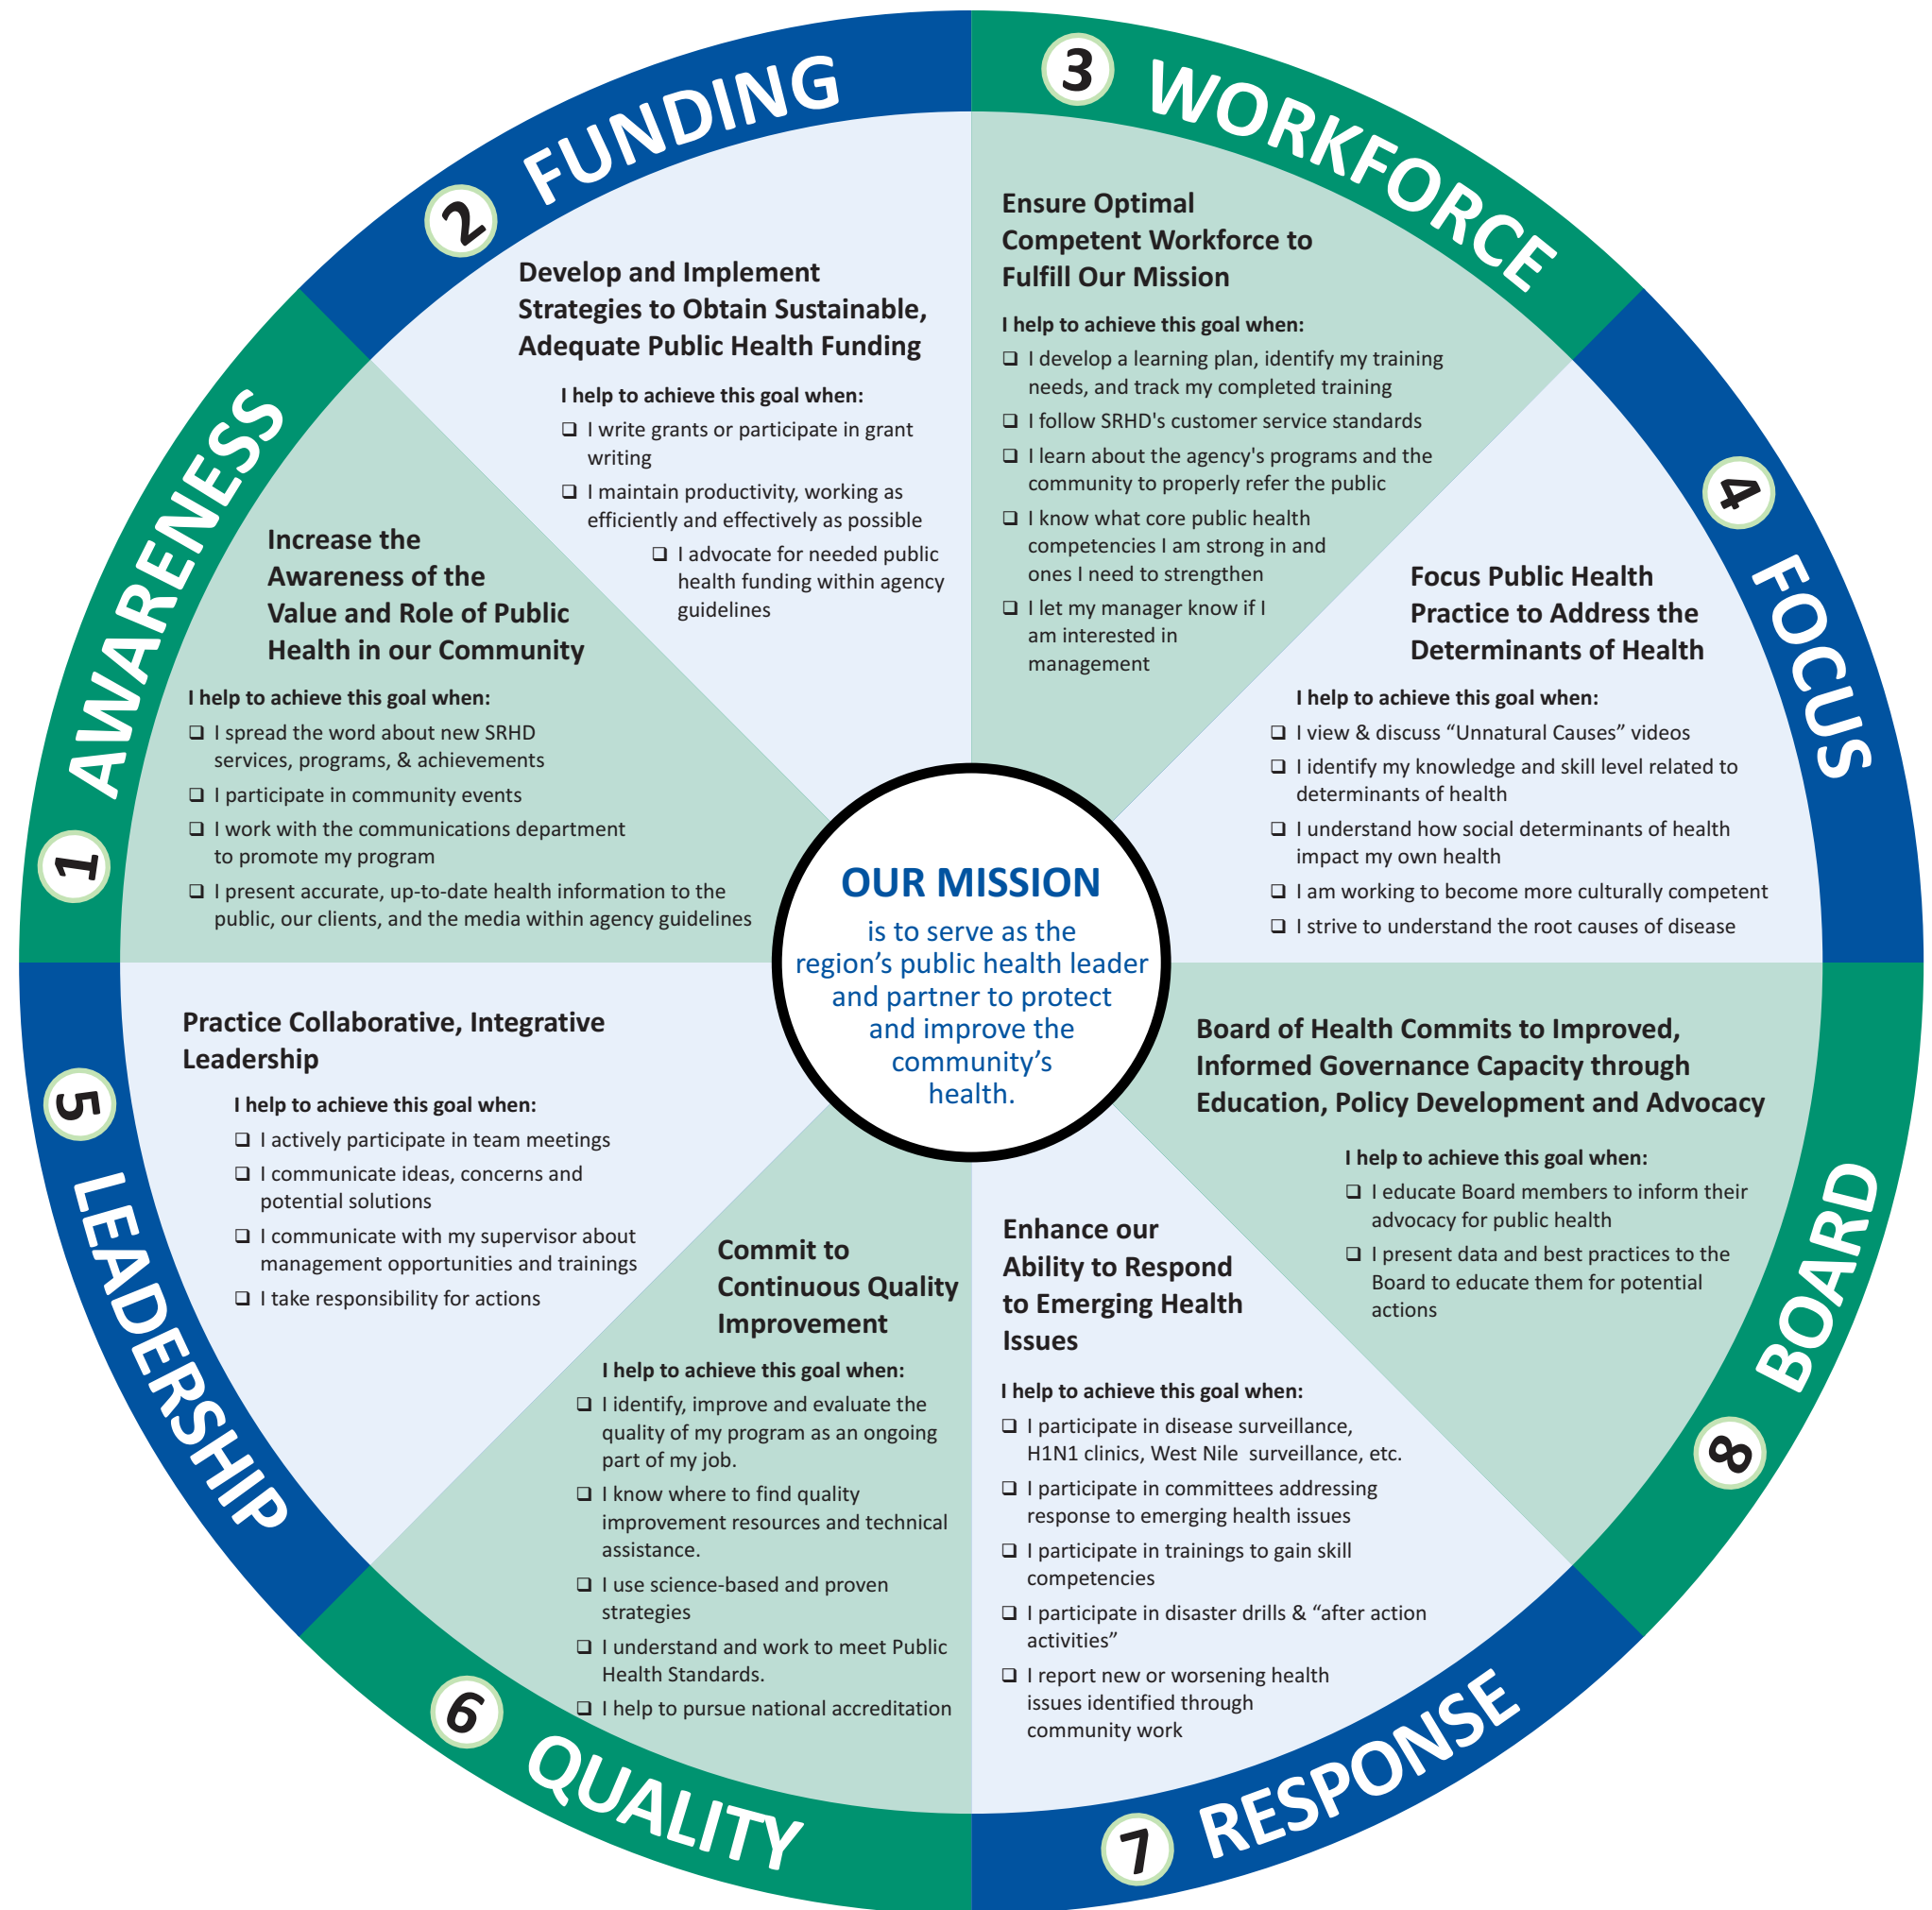 1 AWARENESS
Increase the
Awareness of the
Value and Role of Public
Health in our Community
I help to achieve this goal when:
❑ I spread the word about new SRHD
services, programs, & achievements
❑ I participate in community events
❑ I work with the communications department
to promote my program
❑ I present accurate, up-to-date health information to the
public, our clients, and the media within agency guidelines
2 FUNDING
Develop and Implement
Strategies to Obtain Sustainable,
Adequate Public Health Funding
I help to achieve this goal when:
❑ I write grants or participate in grant
writing
❑ I maintain productivity, working as
efficiently and effectively as possible
❑ I advocate for needed public
health funding within agency
guidelines
3 WORKFORCE
Ensure Optimal
Competent Workforce to
Fulfill Our Mission
I help to achieve this goal when:
❑ I develop a learning plan, identify my training
needs, and track my completed training
❑ I follow SRHD's customer service standards
❑ I learn about the agency's programs and the
community to properly refer the public
❑ I know what core public health
competencies I am strong in and
ones I need to strengthen
❑ I let my manager know if I
am interested in
management
4 FOCUS
Focus Public Health
Practice to Address the
Determinants of Health
I help to achieve this goal when:
❑ I view & discuss “Unnatural Causes” videos
❑ I identify my knowledge and skill level related to
determinants of health
❑ I understand how social determinants of health
impact my own health
❑ I am working to become more culturally competent
❑ I strive to understand the root causes of disease
OUR MISSION
is to serve as the
region’s public health leader
and partner to protect
and improve the
community’s
health.
5 LEADERSHIP
Practice Collaborative, Integrative
Leadership
I help to achieve this goal when:
❑ I actively participate in team meetings
❑ I communicate ideas, concerns and
potential solutions
❑ I communicate with my supervisor about
management opportunities and trainings
❑ I take responsibility for actions
6 QUALITY
Commit to
Continuous Quality
Improvement
I help to achieve this goal when:
❑ I identify, improve and evaluate the
quality of my program as an ongoing
part of my job.
❑ I know where to find quality
improvement resources and technical
assistance.
❑ I use science-based and proven
strategies
❑ I understand and work to meet Public
Health Standards.
❑ I help to pursue national accreditation
7 RESPONSE
Enhance our
Ability to Respond
to Emerging Health
Issues
I help to achieve this goal when:
❑ I participate in disease surveillance,
H1N1 clinics, West Nile surveillance, etc.
❑ I participate in committees addressing
response to emerging health issues
❑ I participate in trainings to gain skill
competencies
❑ I participate in disaster drills & “after action
activities”
❑ I report new or worsening health
issues identified through
community work
8 BOARD
Board of Health Commits to Improved,
Informed Governance Capacity through
Education, Policy Development and Advocacy
I help to achieve this goal when:
❑ I educate Board members to inform their
advocacy for public health
❑ I present data and best practices to the
Board to educate them for potential
actions